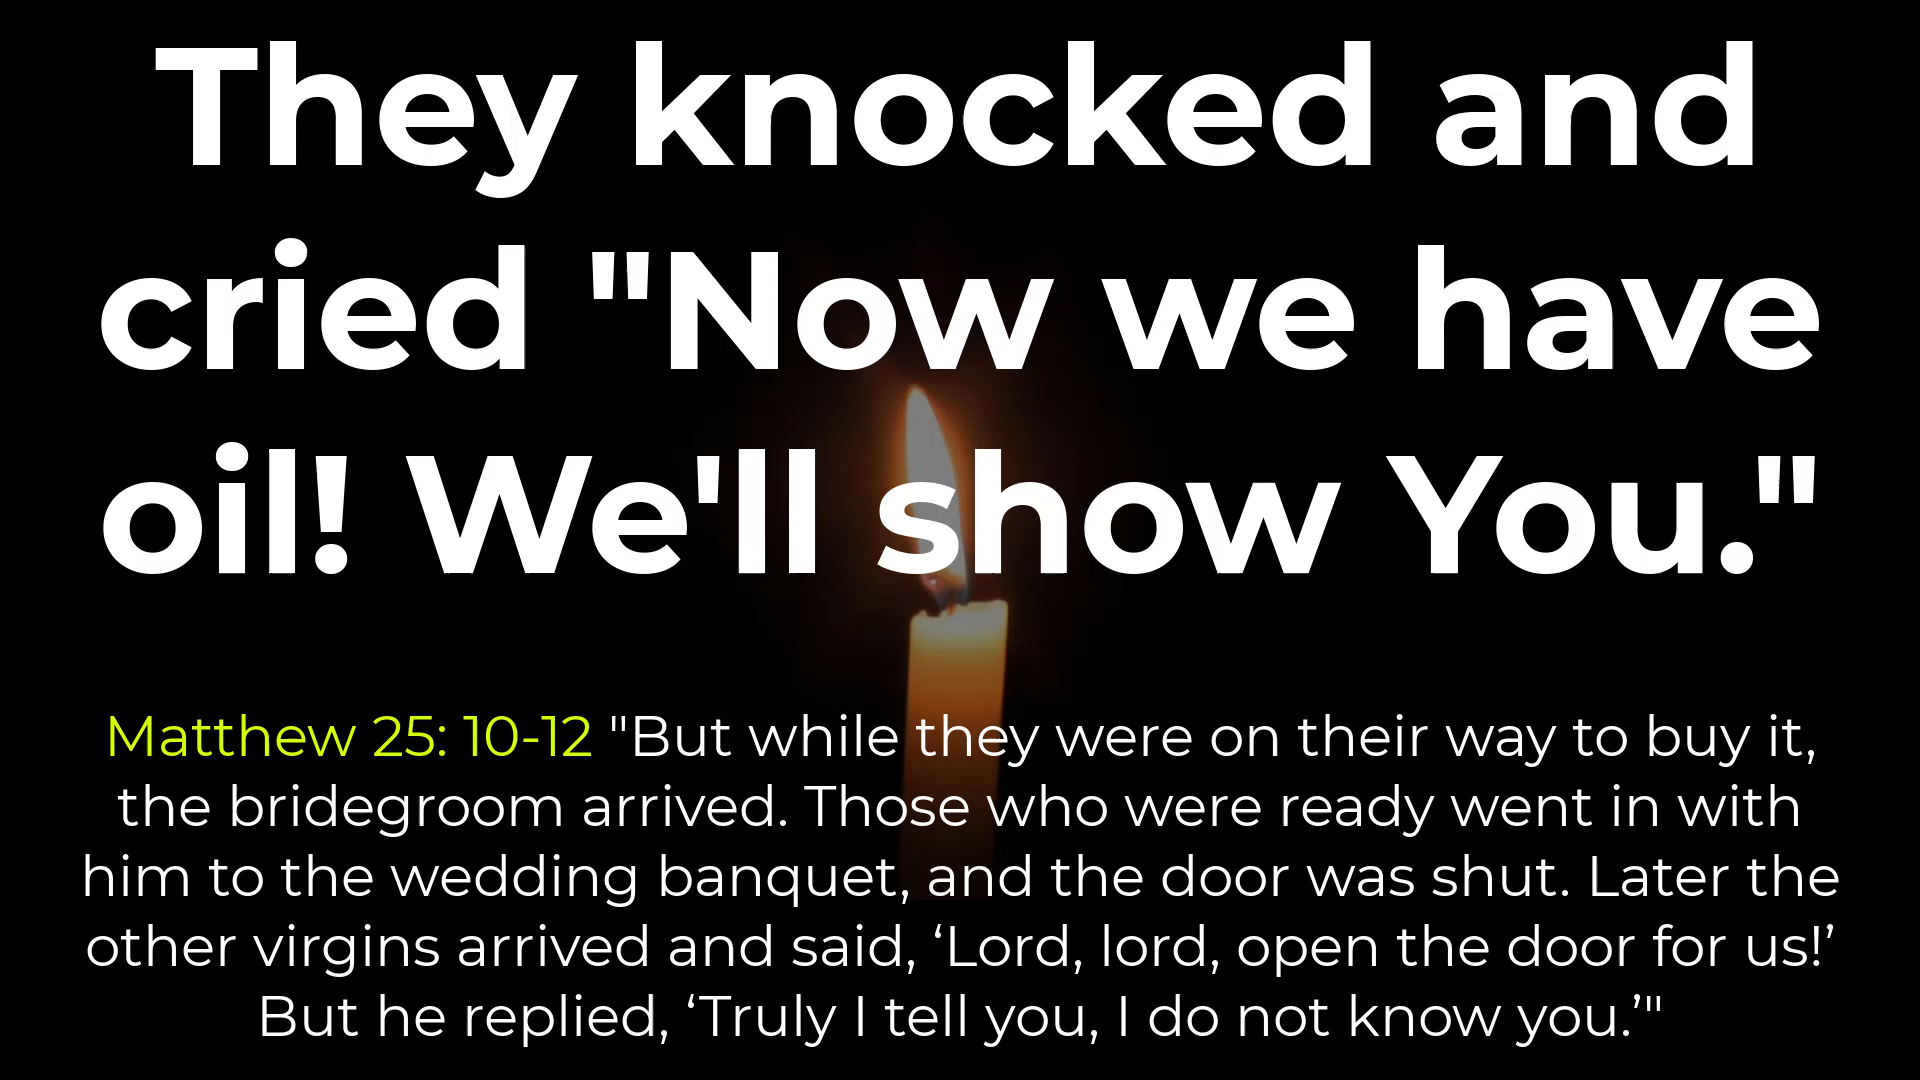 They knocked and
cried "Now we have
oil! We'll show You."
Matthew 25: 10-12 "But while they were on their way to buy it,
the bridegroom arrived. Those who were ready went in with
him to the wedding banquet, and the door was shut. Later the
other virgins arrived and said, ‘Lord, lord, open the door for us!’
But he replied, ‘Truly I tell you, I do not know you.’"